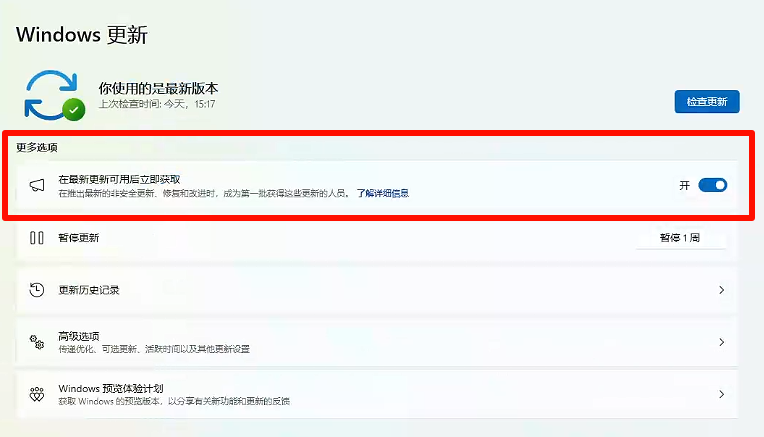 Windows 更新
你使用的是最新版本
上次检查时间: 今天，15:17
检查更新
更多选项
在最新更新可用后立即获取
在推出最新的非安全更新、修复和改进时，成为第一批获得这些更新的人员。 了解详细信息
开
暂停更新
暂停 1 周
更新历史记录
高级选项
传递优化、可选更新、活跃时间以及其他更新设置
Windows 预览体验计划
获取 Windows 的预览版本，以分享有关新功能和更新的反馈